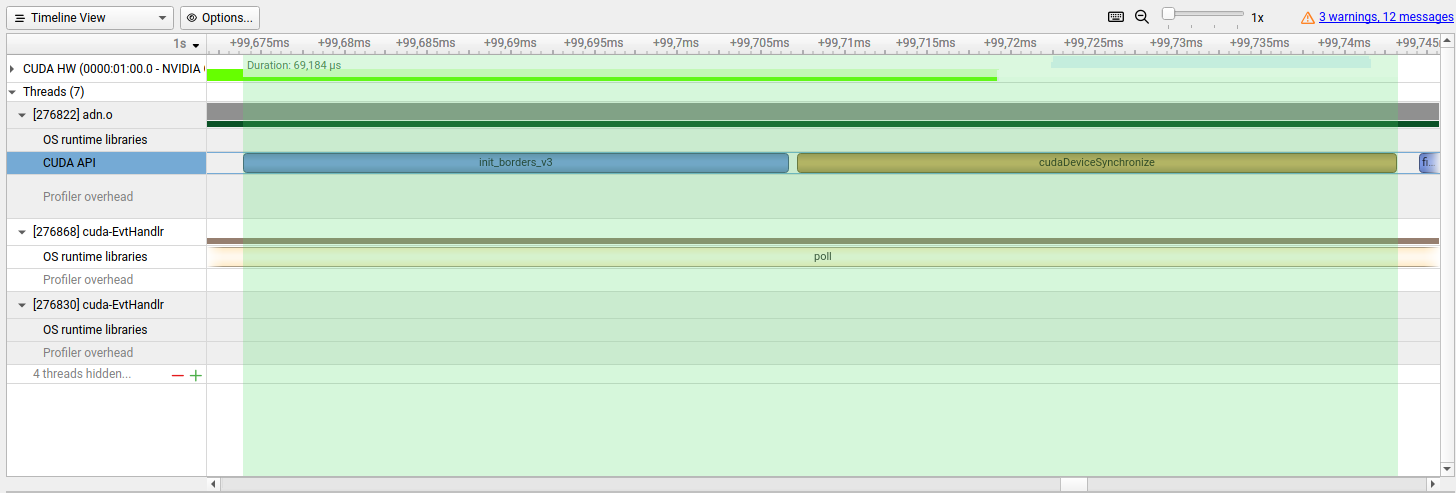 Timeline View
Options...
1x
3 warnings, 12 messages
1s
+99,675ms +99,68ms +99,685ms +99,69ms +99,695ms +99,7ms +99,705ms +99,71ms +99,715ms +99,72ms +99,725ms +99,73ms +99,735ms +99,74ms +99,745
CUDA HW (0000:01:00.0 - NVIDIA
Duration: 69,184 µs
Threads (7)
[276822] adn.o
OS runtime libraries
CUDA API
init_borders_v3 cudaDeviceSynchronize fi...
Profiler overhead
[276868] cuda-EvtHandlr
OS runtime libraries
poll
Profiler overhead
[276830] cuda-EvtHandlr
OS runtime libraries
Profiler overhead
4 threads hidden...